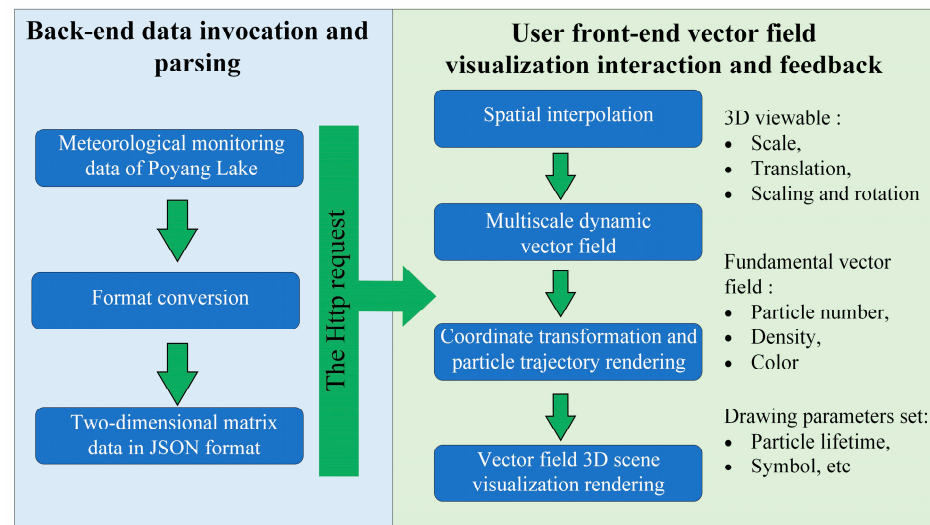 Back-end data invocation and
parsing
Meteorological monitoring
data of Poyang Lake
Format conversion
Two-dimensional matrix
data in JSON format
The Http request
User front-end vector field
visualization interaction and feedback
Spatial interpolation
Multiscale dynamic
vector field
Coordinate transformation and
particle trajectory rendering
Vector field 3D scene
visualization rendering
3D viewable :
• Scale,
• Translation,
• Scaling and rotation
Fundamental vector
field :
• Particle number,
• Density,
• Color
Drawing parameters set:
• Particle lifetime,
• Symbol, etc